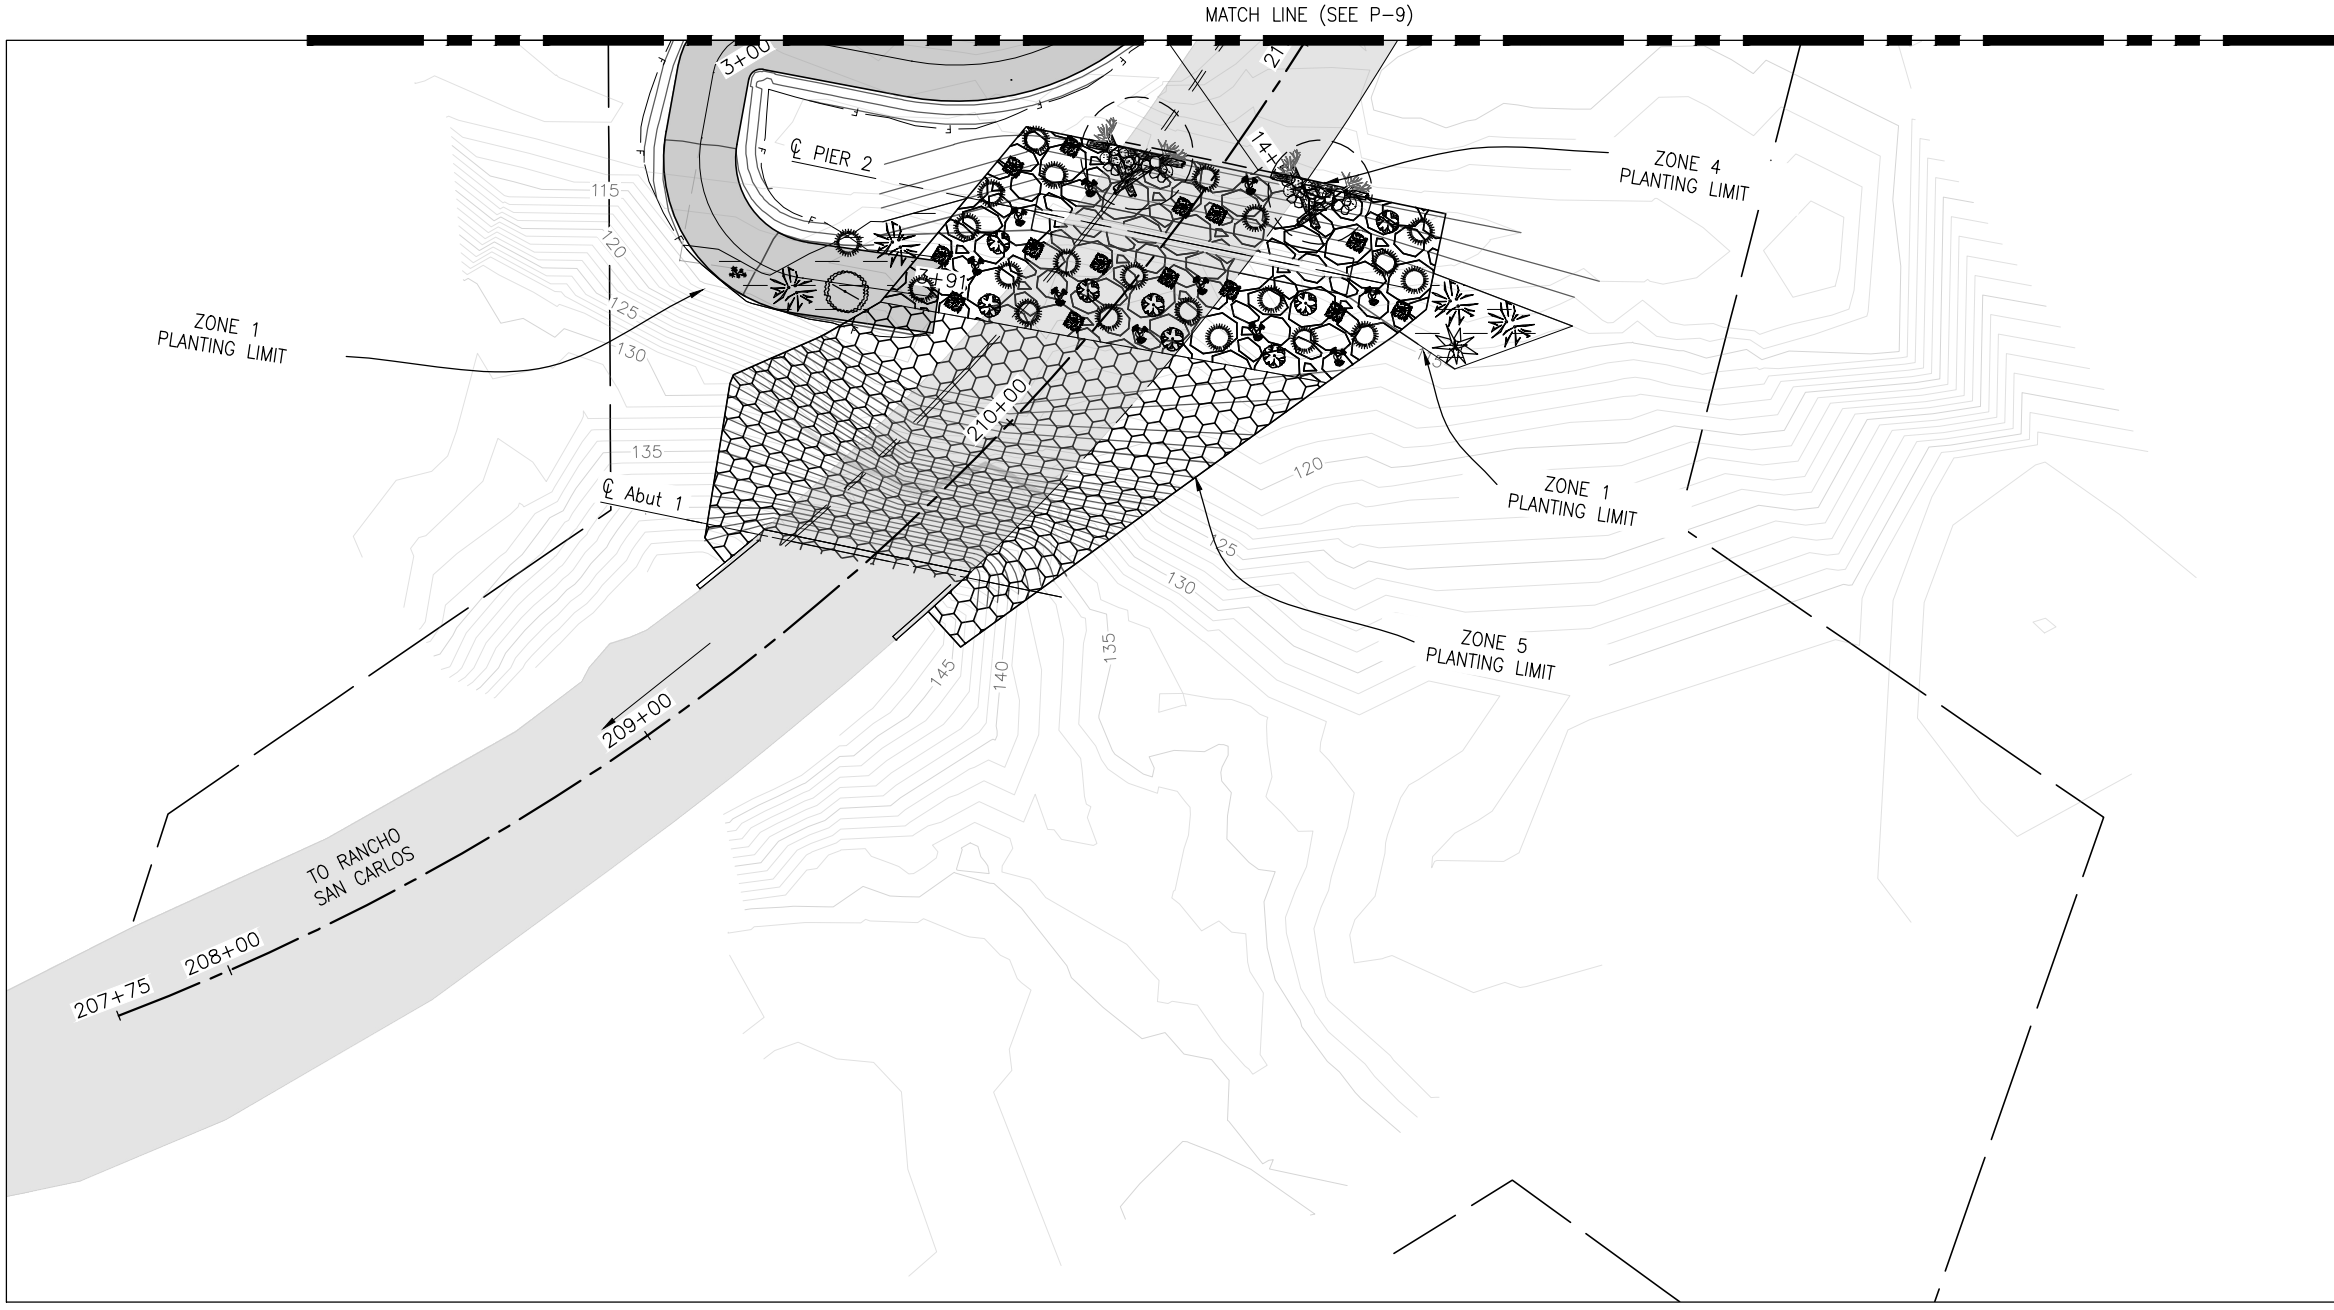 MATCH LINE (SEE P-9)
3+00
21
℄ PIER 2
14+
ZONE 4
PLANTING LIMIT
115
120
3+91
125
ZONE 1
PLANTING LIMIT
130
115
210+00
135
120
℄ Abut 1
ZONE 1
PLANTING LIMIT
125
130
ZONE 5
PLANTING LIMIT
135
140
145
209+00
TO RANCHO
SAN CARLOS
208+00
207+75
F
F
F
F
F
F
F
F
F
F